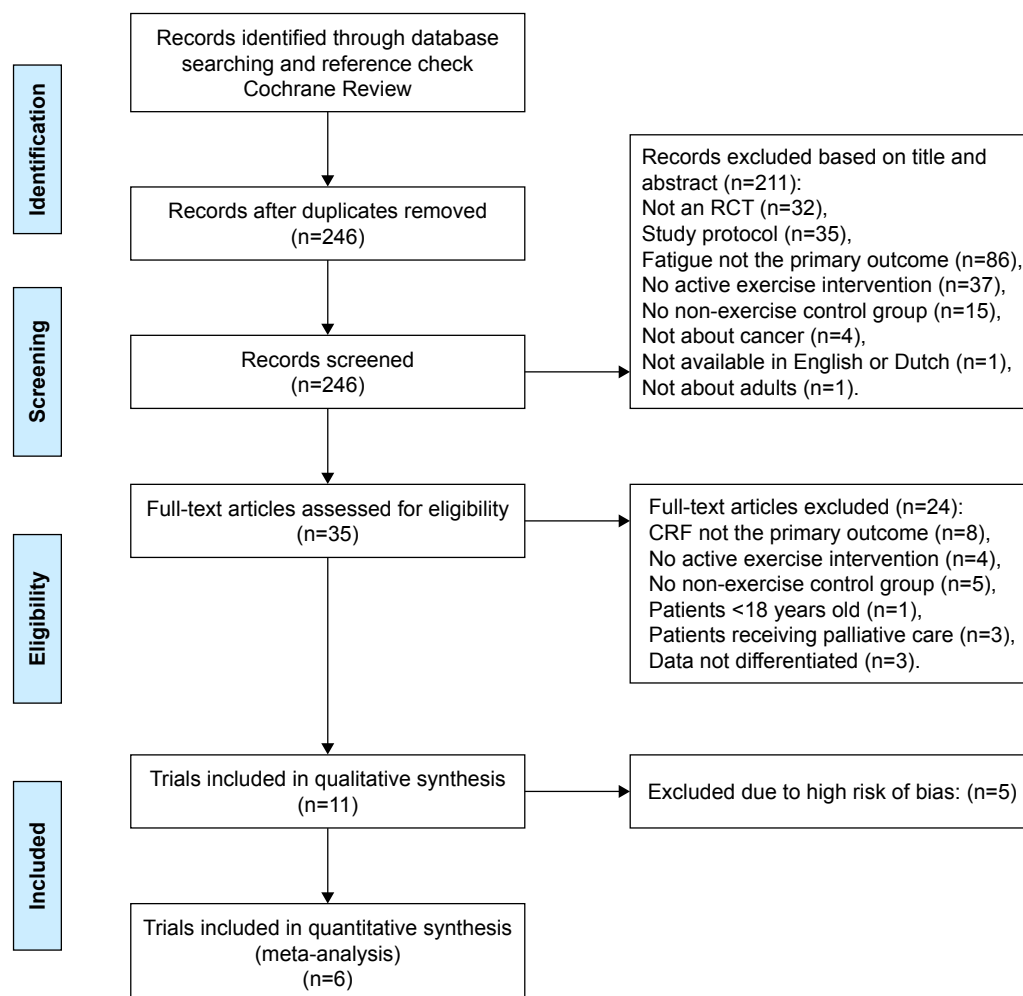 Identification
Records identified through database
searching and reference check
Cochrane Review
Records after duplicates removed
(n=246)
Screening
Records screened
(n=246)
Records excluded based on title and
abstract (n=211):
Not an RCT (n=32),
Study protocol (n=35),
Fatigue not the primary outcome (n=86),
No active exercise intervention (n=37),
No non-exercise control group (n=15),
Not about cancer (n=4),
Not available in English or Dutch (n=1),
Not about adults (n=1).
Eligibility
Full-text articles assessed for eligibility
(n=35)
Full-text articles excluded (n=24):
CRF not the primary outcome (n=8),
No active exercise intervention (n=4),
No non-exercise control group (n=5),
Patients <18 years old (n=1),
Patients receiving palliative care (n=3),
Data not differentiated (n=3).
Included
Trials included in qualitative synthesis
(n=11)
Excluded due to high risk of bias: (n=5)
Trials included in quantitative synthesis
(meta-analysis)
(n=6)